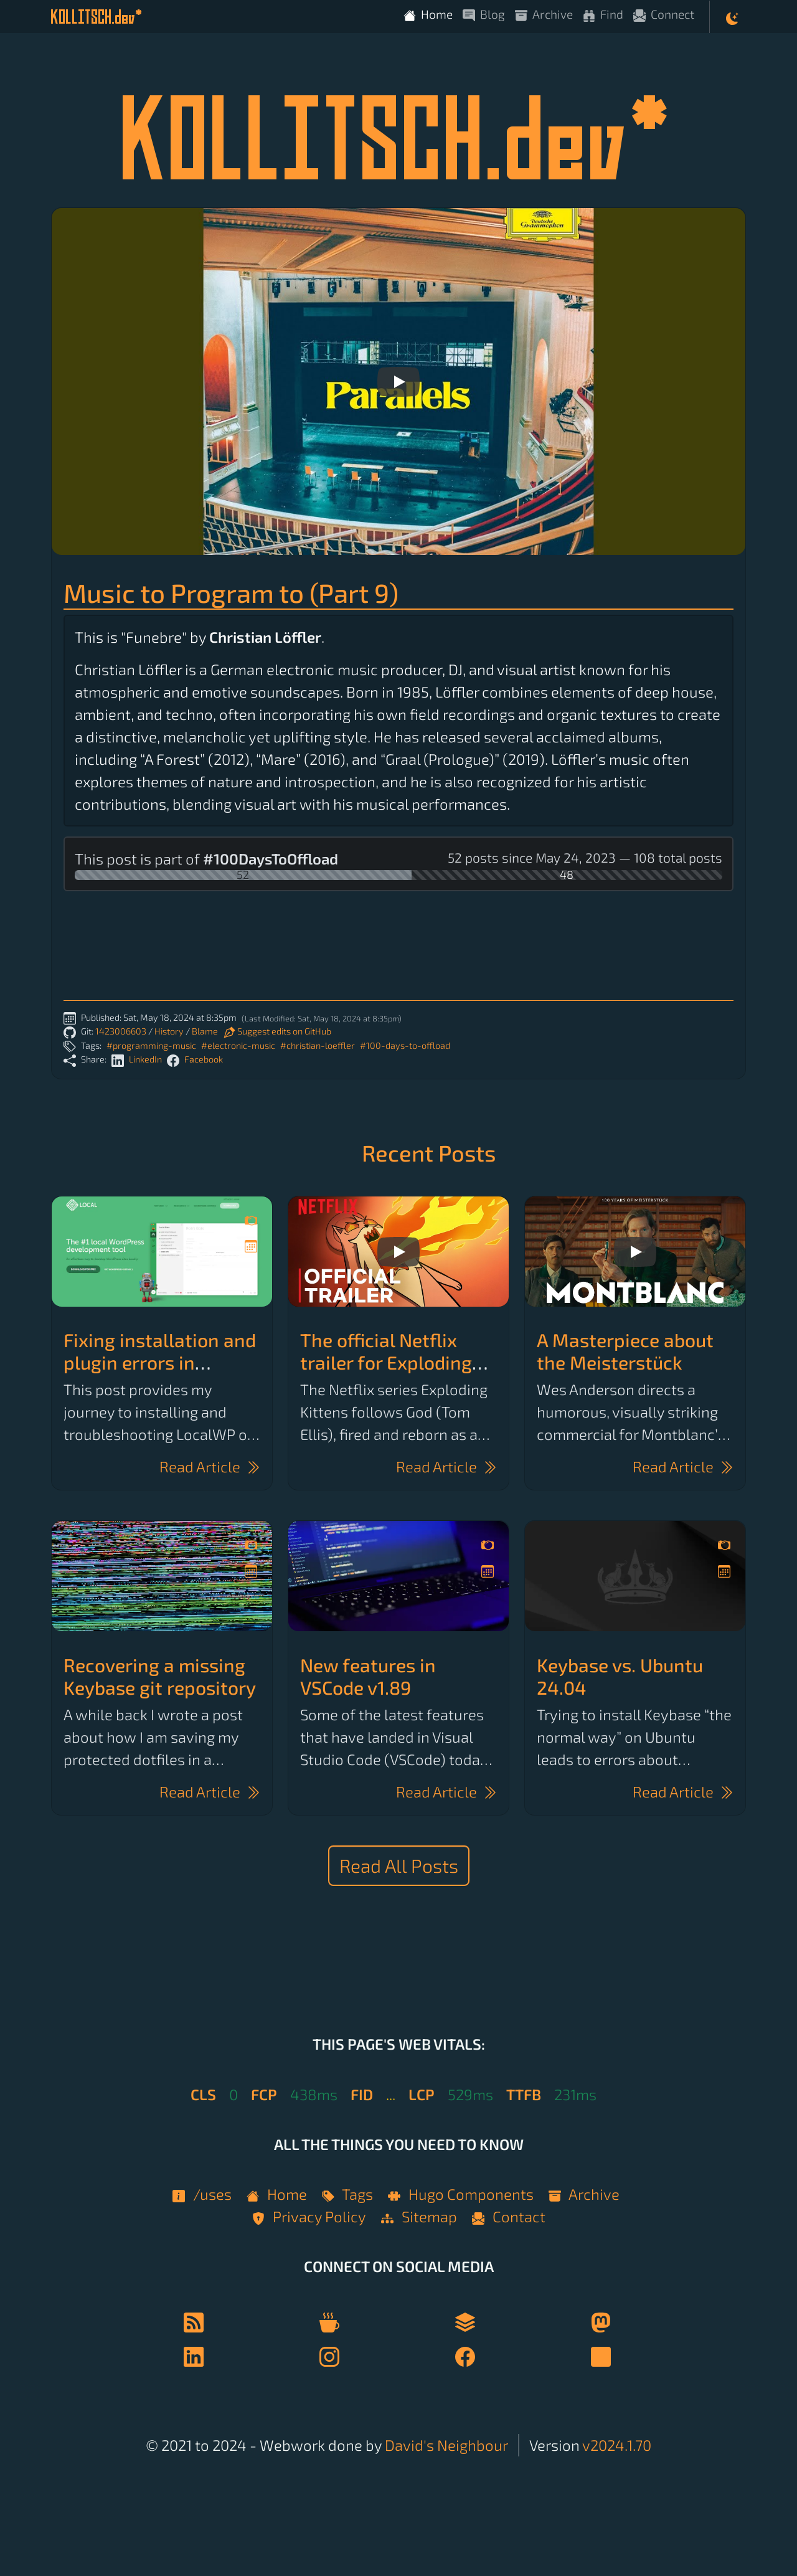 KOLLITSCH.dev*
Home Blog Archive Find Connect
KOLLITSCH.dev*
Deutsche
Grammophon
Parallels
Music to Program to (Part 9)
This is “Funebre” by Christian Löffler.
Christian Löffler is a German electronic music producer, DJ, and visual artist known for his
atmospheric and emotive soundscapes. Born in 1985, Löffler combines elements of deep house,
ambient, and techno, often incorporating his own field recordings and organic textures to create
a distinctive, melancholic yet uplifting style. He has released several acclaimed albums,
including “A Forest” (2012), “Mare” (2016), and “Graal (Prologue)” (2019). Löffler’s music often
explores themes of nature and introspection, and he is also recognized for his artistic
contributions, blending visual art with his musical performances.
This post is part of #100DaysToOffload 52 posts since May 24, 2023 — 108 total posts
52 48
Published: Sat, May 18, 2024 at 8:35pm (Last Modified: Sat, May 18, 2024 at 8:35pm)
Git: 1423006603 / History / Blame Suggest edits on GitHub
Tags: #programming-music #electronic-music #christian-loeffler #100-days-to-offload
Share: LinkedIn Facebook
Recent Posts
LOCAL
The #1 local WordPress
development tool
Fixing installation and
plugin errors in...
This post provides my
journey to installing and
troubleshooting LocalWP o...
Read Article
NETFLIX
OFFICIAL
TRAILER
The official Netflix
trailer for Exploding...
The Netflix series Exploding
Kittens follows God (Tom
Ellis), fired and reborn as a...
Read Article
MONTBLANC
A Masterpiece about
the Meisterstück
Wes Anderson directs a
humorous, visually striking
commercial for Montblanc’...
Read Article
Recovering a missing
Keybase git repository
A while back I wrote a post
about how I am saving my
protected dotfiles in a...
Read Article
New features in
VSCode v1.89
Some of the latest features
that have landed in Visual
Studio Code (VSCode) toda...
Read Article
Keybase vs. Ubuntu
24.04
Trying to install Keybase “the
normal way” on Ubuntu
leads to errors about...
Read Article
Read All Posts
THIS PAGE'S WEB VITALS:
CLS 0 FCP 438ms FID ... LCP 529ms TTFB 231ms
ALL THE THINGS YOU NEED TO KNOW
/uses Home Tags Hugo Components Archive
Privacy Policy Sitemap Contact
CONNECT ON SOCIAL MEDIA
© 2021 to 2024 - Webwork done by David's Neighbour Version v2024.1.70